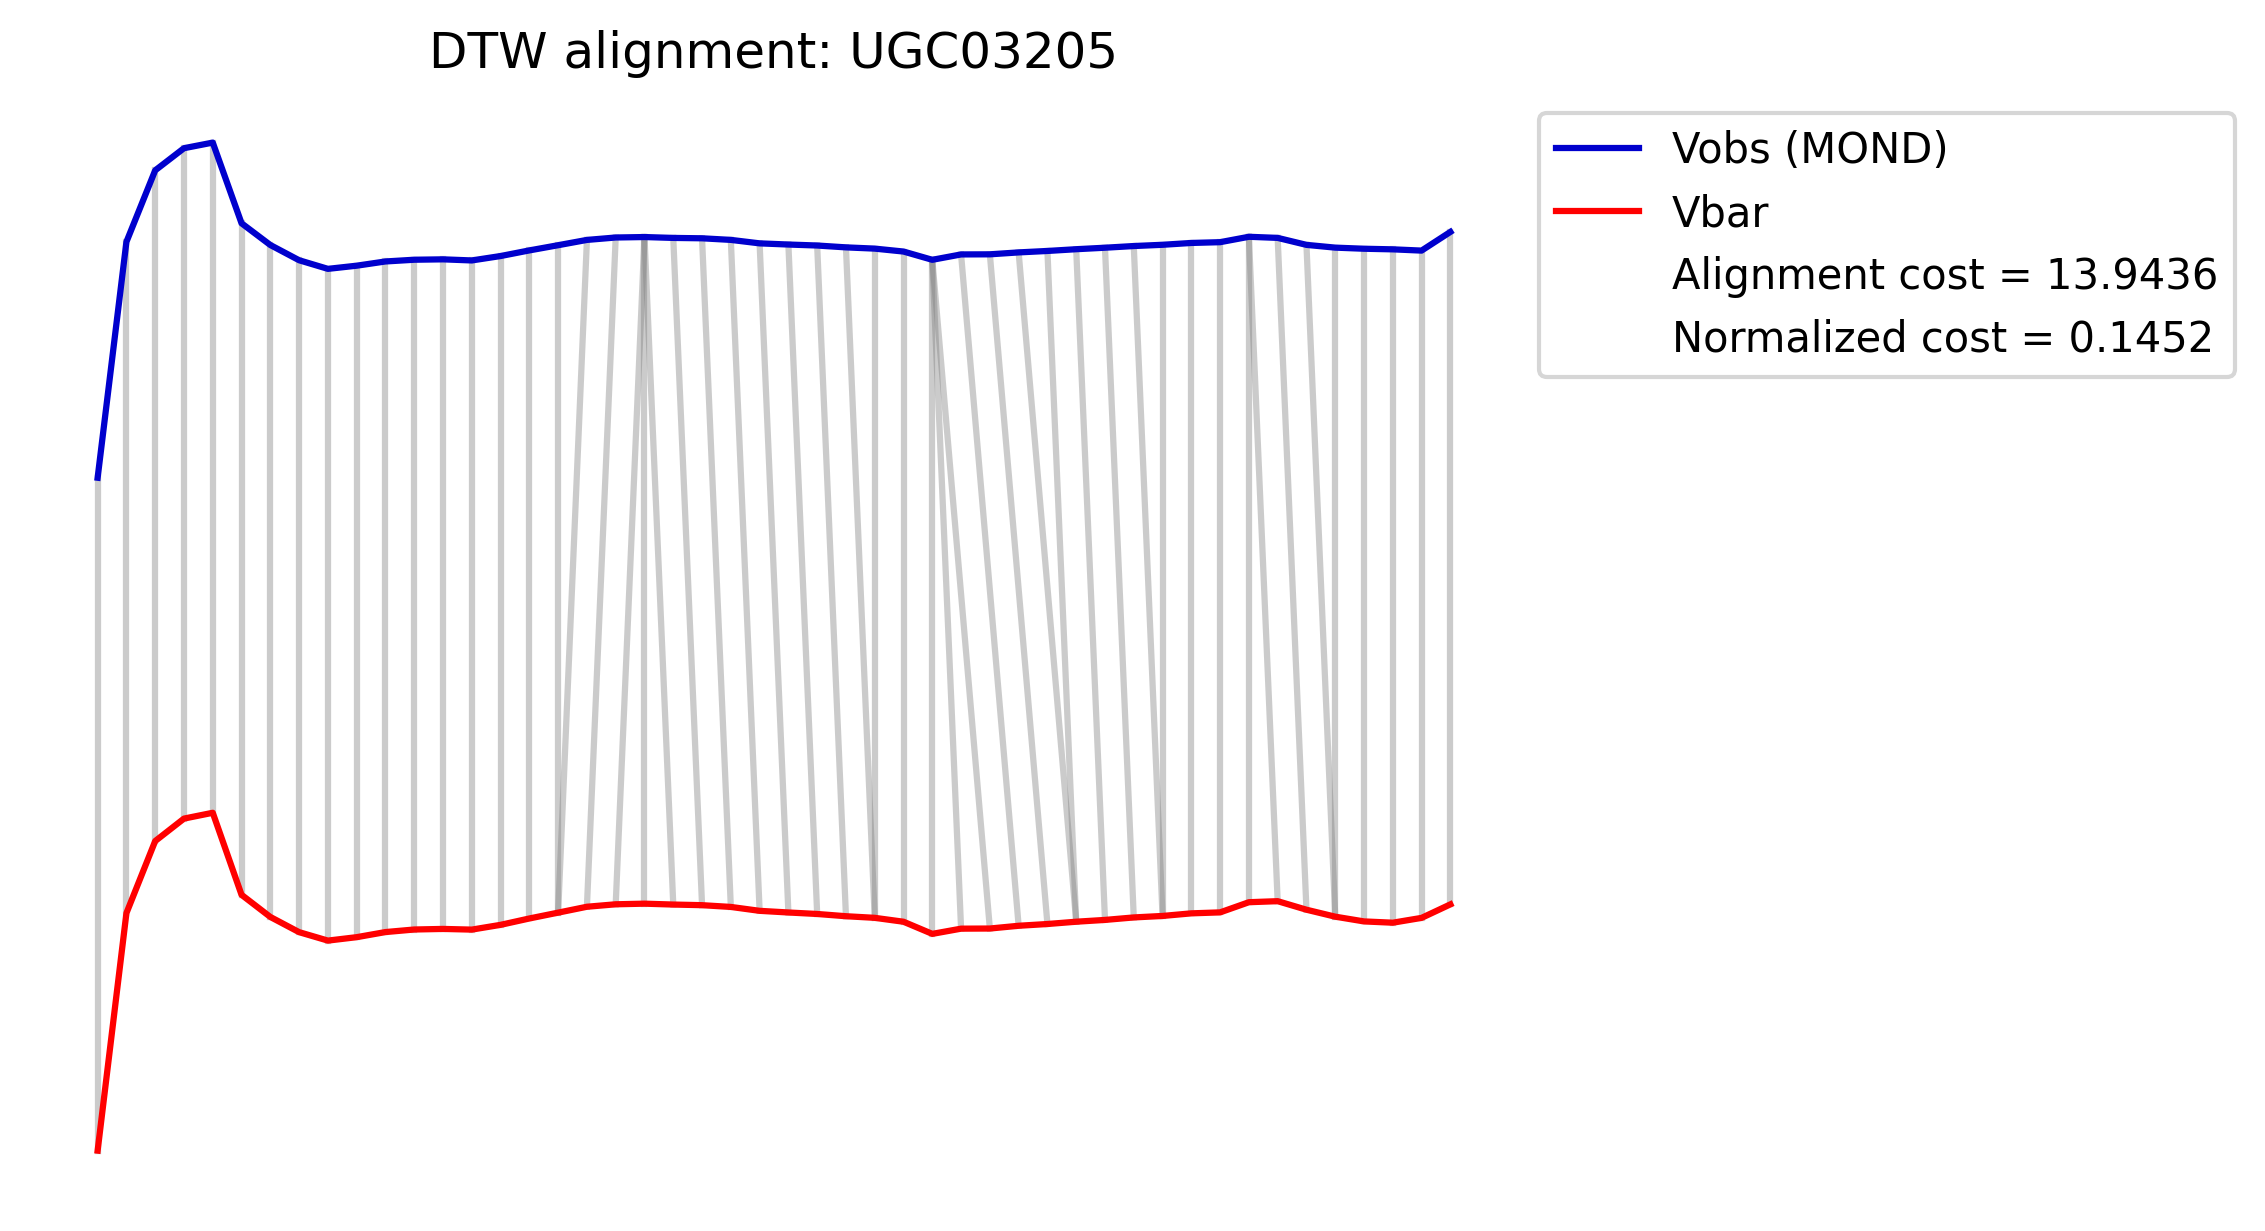 DTW alignment: UGC03205
Vobs (MOND)
Vbar
Alignment cost = 13.9436
Normalized cost = 0.1452